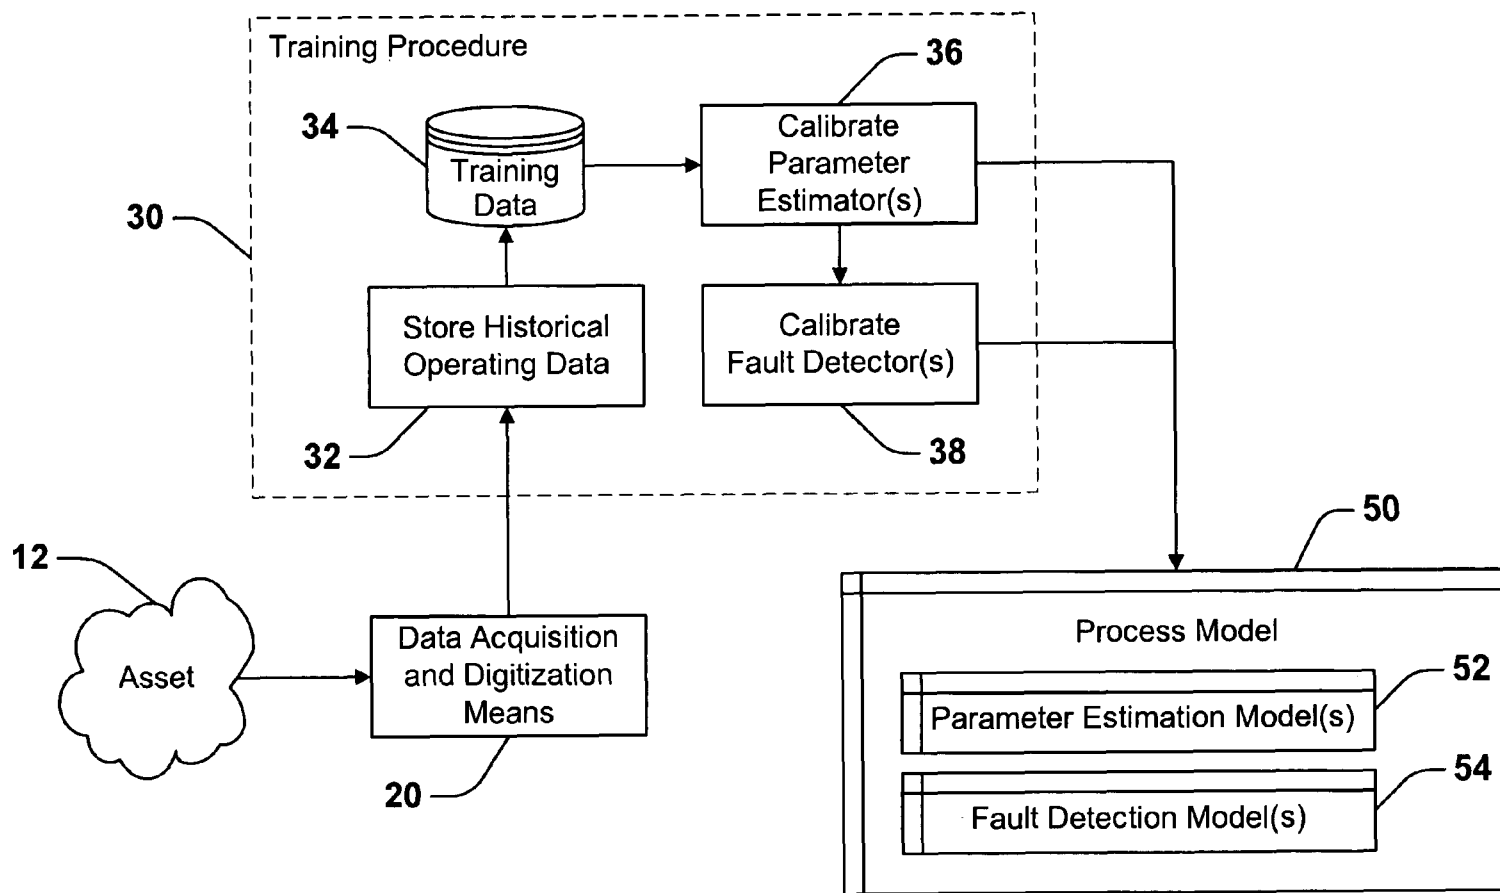 Training Procedure
36
34
Training
Data
Calibrate
Parameter
Estimator(s)
30
Store Historical
Operating Data
Calibrate
Fault Detector(s)
32
38
50
12
Asset
Data Acquisition
and Digitization
Means
20
Process Model
52
Parameter Estimation Model(s)
54
Fault Detection Model(s)